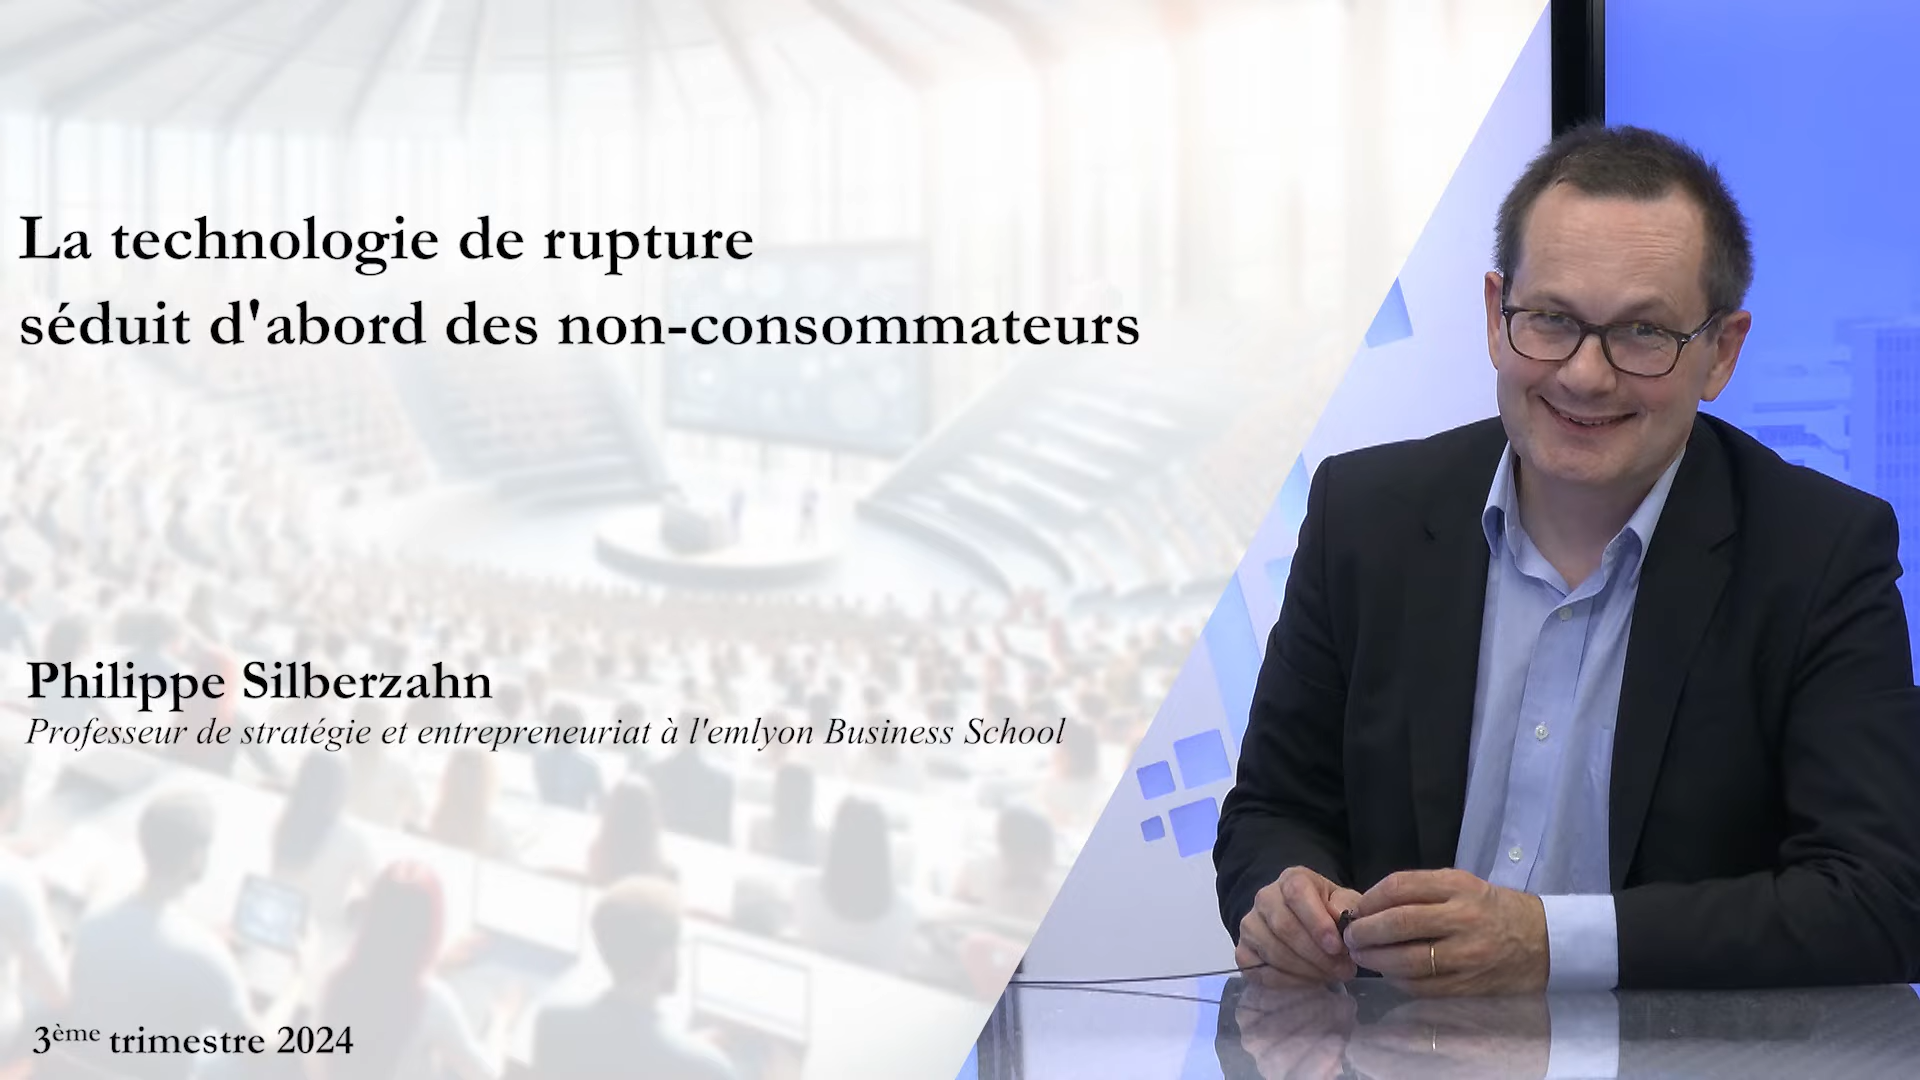 La technologie de rupture
séduit d'abord des non-consommateurs
Philippe Silberzahn
Professeur de stratégie et entrepreneuriat à l'emlyon Business School
3ème trimestre 2024